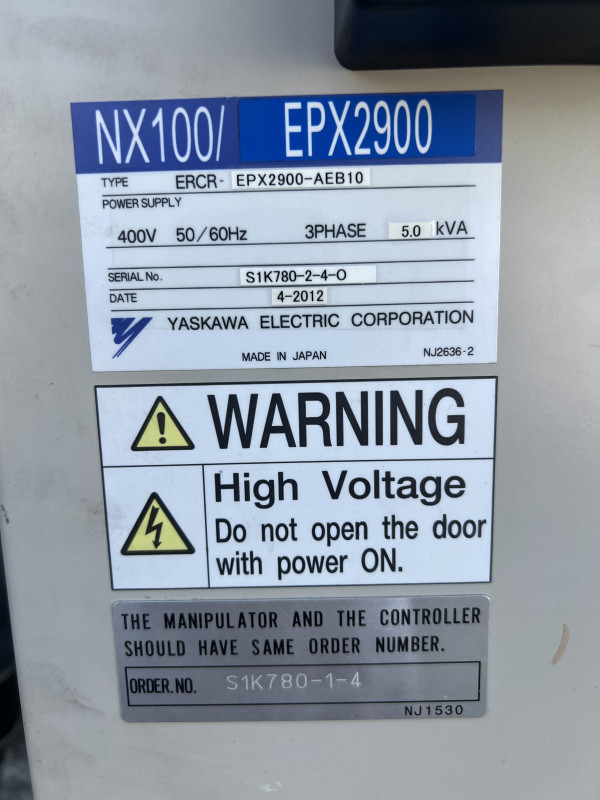 NX100/ EPX2900
TYPE ERCR- EPX2900-AEB10
POWER SUPPLY
400V 50/60Hz 3PHASE 5.0 kVA
SERIAL No. S1K780-2-4-O
DATE 4-2012
YASKAWA ELECTRIC CORPORATION
MADE IN JAPAN NJ2636-2
WARNING
High Voltage
Do not open the door
with power ON.
THE MANIPULATOR AND THE CONTROLLER
SHOULD HAVE SAME ORDER NUMBER.
ORDER.NO. S1K780-1-4
NJ1530